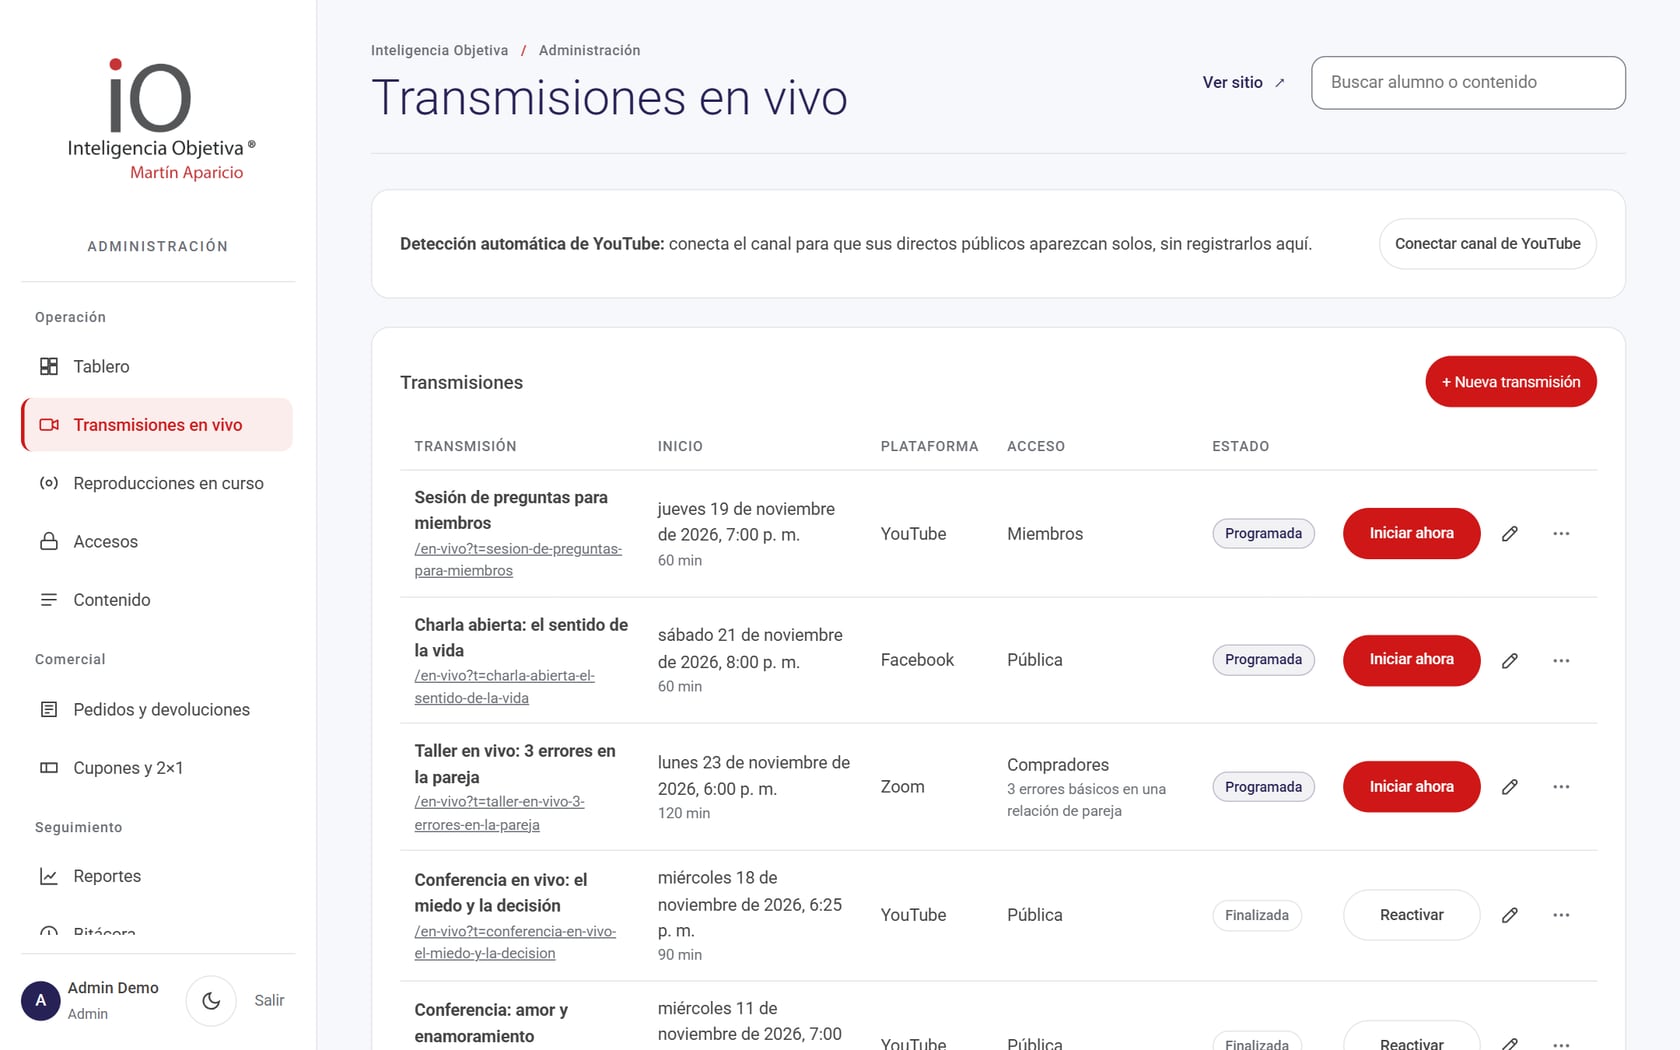 iO
Inteligencia Objetiva ®
Martín Aparicio
ADMINISTRACIÓN
Operación
Tablero
Transmisiones en vivo
Reproducciones en curso
Accesos
Contenido
Comercial
Pedidos y devoluciones
Cupones y 2×1
Seguimiento
Reportes
Bitácora
A
Admin Demo
Admin
Salir
Inteligencia Objetiva / Administración
Transmisiones en vivo
Ver sitio ↗
Buscar alumno o contenido
Detección automática de YouTube: conecta el canal para que sus directos públicos aparezcan solos, sin registrarlos aquí.
Conectar canal de YouTube
Transmisiones
+ Nueva transmisión
TRANSMISIÓN INICIO PLATAFORMA ACCESO ESTADO
Sesión de preguntas para
miembros
/en-vivo?t=sesion-de-preguntas-
para-miembros
jueves 19 de noviembre
de 2026, 7:00 p. m.
60 min
YouTube
Miembros
Programada
Iniciar ahora
Charla abierta: el sentido de
la vida
/en-vivo?t=charla-abierta-el-
sentido-de-la-vida
sábado 21 de noviembre
de 2026, 8:00 p. m.
60 min
Facebook
Pública
Programada
Iniciar ahora
Taller en vivo: 3 errores en
la pareja
/en-vivo?t=taller-en-vivo-3-
errores-en-la-pareja
lunes 23 de noviembre de
2026, 6:00 p. m.
120 min
Zoom
Compradores
3 errores básicos en una
relación de pareja
Programada
Iniciar ahora
Conferencia en vivo: el
miedo y la decisión
/en-vivo?t=conferencia-en-vivo-
el-miedo-y-la-decision
miércoles 18 de
noviembre de 2026, 6:25
p. m.
90 min
YouTube
Pública
Finalizada
Reactivar
Conferencia: amor y
enamoramiento
miércoles 11 de
noviembre de 2026, 7:00
YouTube
Pública
Finalizada
Reactivar